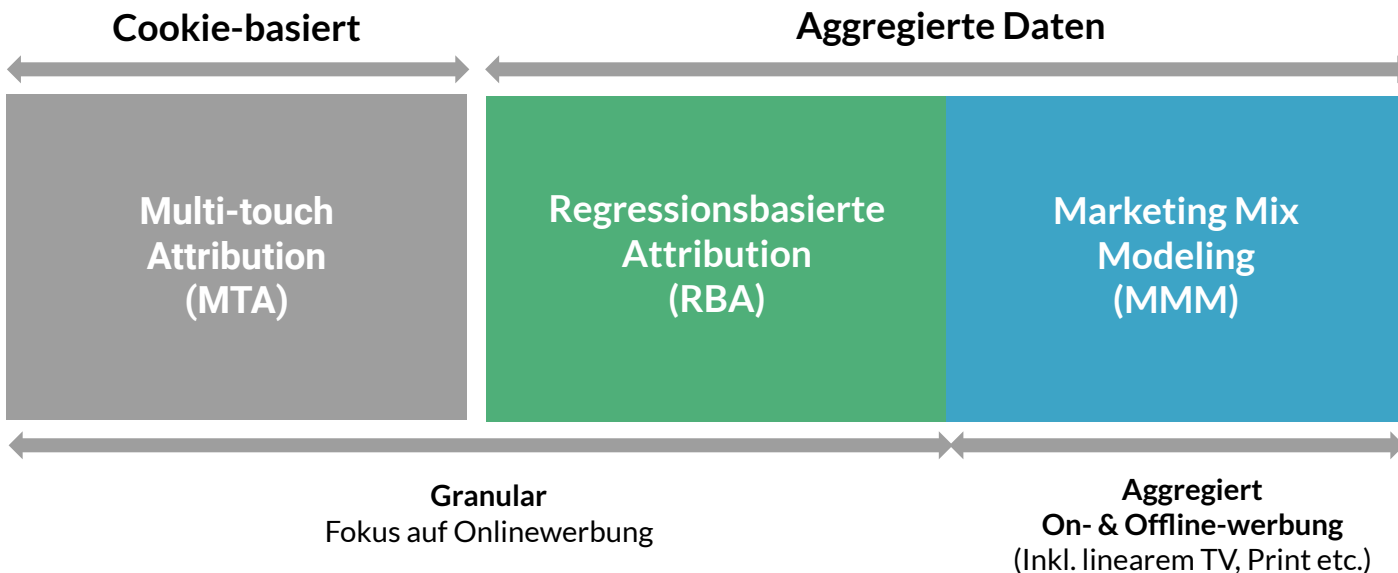 Cookie-basiert
Aggregierte Daten
Multi-touch
Attribution
(MTA)
Regressionsbasierte
Attribution
(RBA)
Marketing Mix
Modeling
(MMM)
Granular
Fokus auf Onlinewerbung
Aggregiert
On- & Offline-werbung
(Inkl. linearem TV, Print etc.)